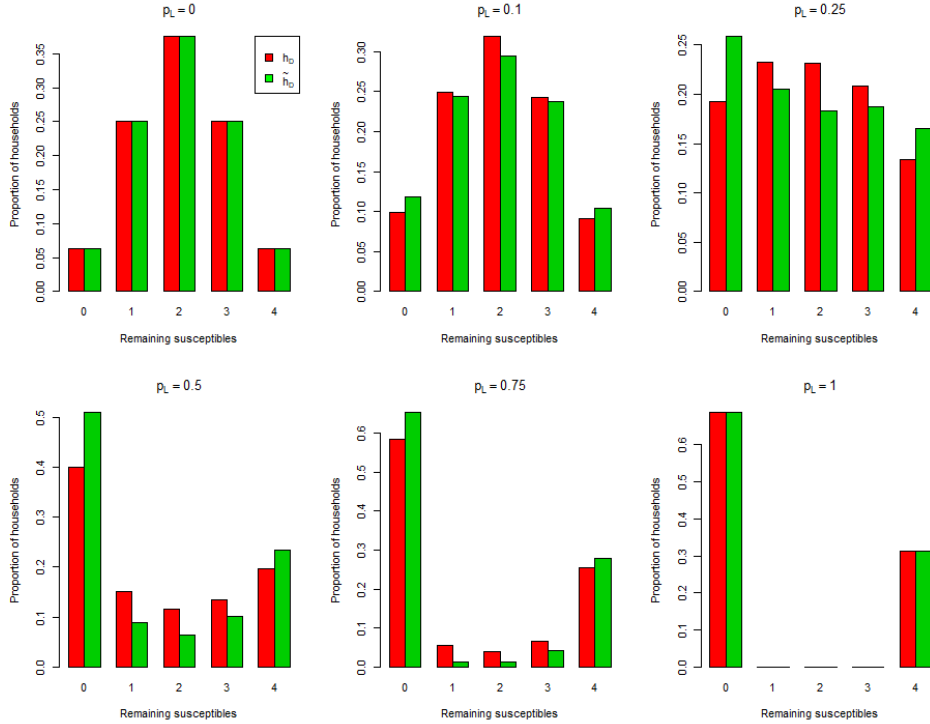 p_L = 0
Proportion of households
0.00 0.05 0.10 0.15 0.20 0.25 0.30 0.35
h_D
h̃_D
0 1 2 3 4
Remaining susceptibles
p_L = 0.1
Proportion of households
0.00 0.05 0.10 0.15 0.20 0.25 0.30
0 1 2 3 4
Remaining susceptibles
p_L = 0.25
Proportion of households
0.00 0.05 0.10 0.15 0.20 0.25
0 1 2 3 4
Remaining susceptibles
p_L = 0.5
Proportion of households
0.0 0.1 0.2 0.3 0.4 0.5
0 1 2 3 4
Remaining susceptibles
p_L = 0.75
Proportion of households
0.0 0.1 0.2 0.3 0.4 0.5 0.6
0 1 2 3 4
Remaining susceptibles
p_L = 1
Proportion of households
0.0 0.1 0.2 0.3 0.4 0.5 0.6
0 1 2 3 4
Remaining susceptibles